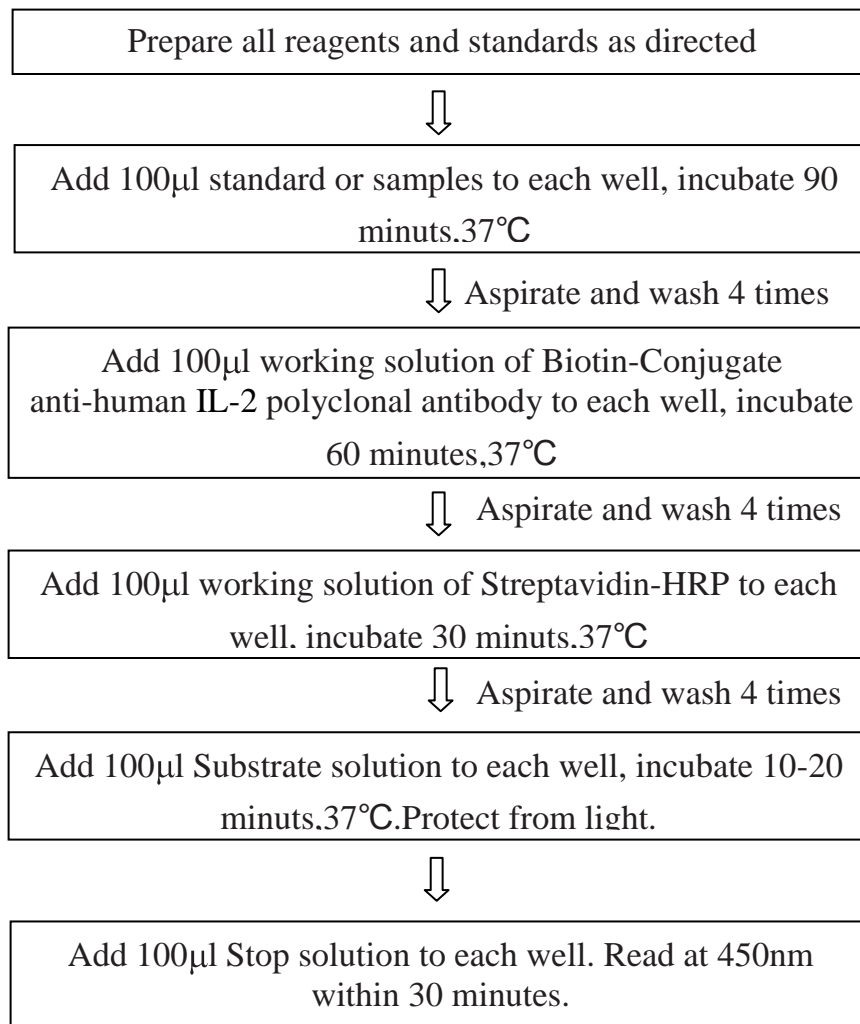 Prepare all reagents and standards as directed
Add 100μl standard or samples to each well, incubate 90
minuts,37℃
Aspirate and wash 4 times
Add 100μl working solution of Biotin-Conjugate
anti-human IL-2 polyclonal antibody to each well, incubate
60 minutes,37℃
Aspirate and wash 4 times
Add 100μl working solution of Streptavidin-HRP to each
well, incubate 30 minuts,37℃
Aspirate and wash 4 times
Add 100μl Substrate solution to each well, incubate 10-20
minuts,37℃.Protect from light.
Add 100μl Stop solution to each well. Read at 450nm
within 30 minutes.